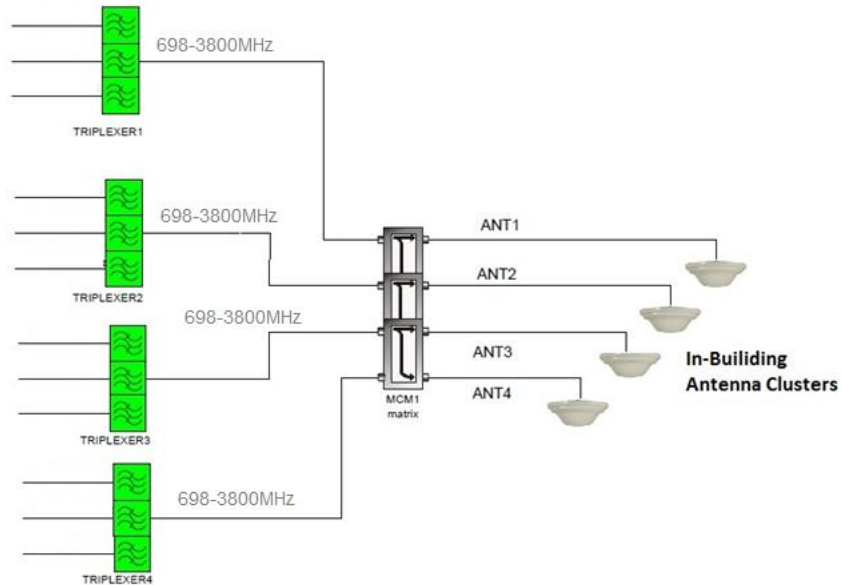 698-3800MHz
TRIPLEXER1
698-3800MHz
TRIPLEXER2
ANT1
ANT2
698-3800MHz
ANT3
In-Builiding
Antenna Clusters
ANT4
MCM1
matrix
TRIPLEXER3
698-3800MHz
TRIPLEXER4